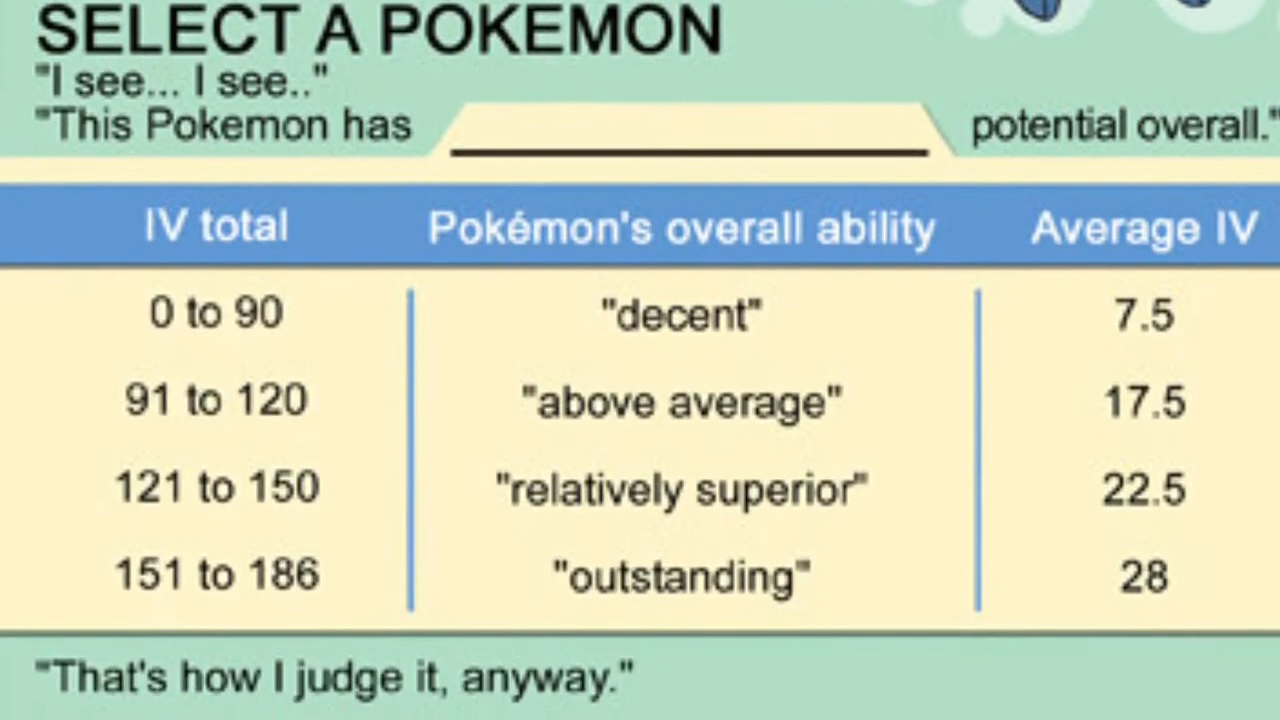 SELECT A POKEMON
"I see... I see.."
"This Pokemon has potential overall."
IV total Pokémon's overall ability Average IV
0 to 90 "decent" 7.5
91 to 120 "above average" 17.5
121 to 150 "relatively superior" 22.5
151 to 186 "outstanding" 28
"That's how I judge it, anyway."